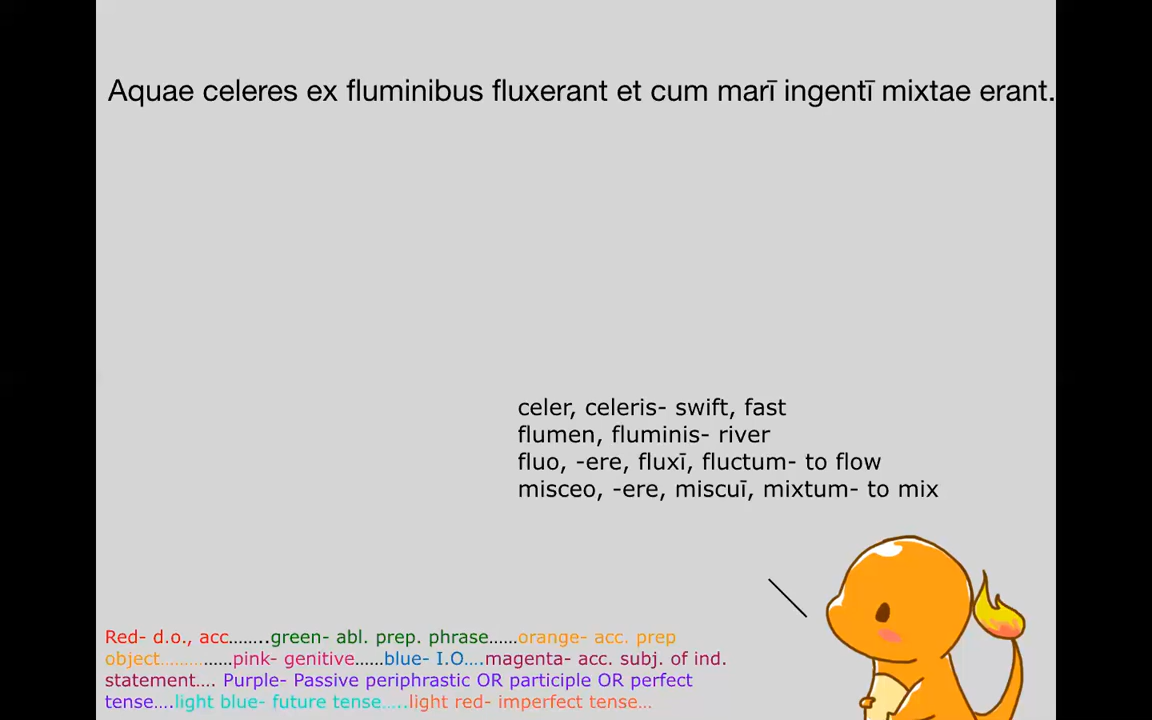 Aquae celeres ex fluminibus fluxerant et cum marī ingentī mixtae erant.
celer, celeris- swift, fast
flumen, fluminis- river
fluo, -ere, fluxī, fluctum- to flow
misceo, -ere, miscuī, mixtum- to mix
Red- d.o., acc……..green- abl. prep. phrase……orange- acc. prep
object……………pink- genitive……blue- I.O….magenta- acc. subj. of ind.
statement…. Purple- Passive periphrastic OR participle OR perfect
tense….light blue- future tense…..light red- imperfect tense…